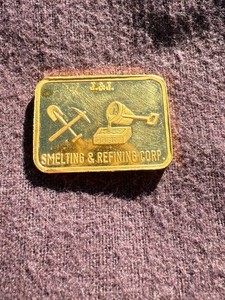 J.&J.
SMELTING & REFINING CORP.